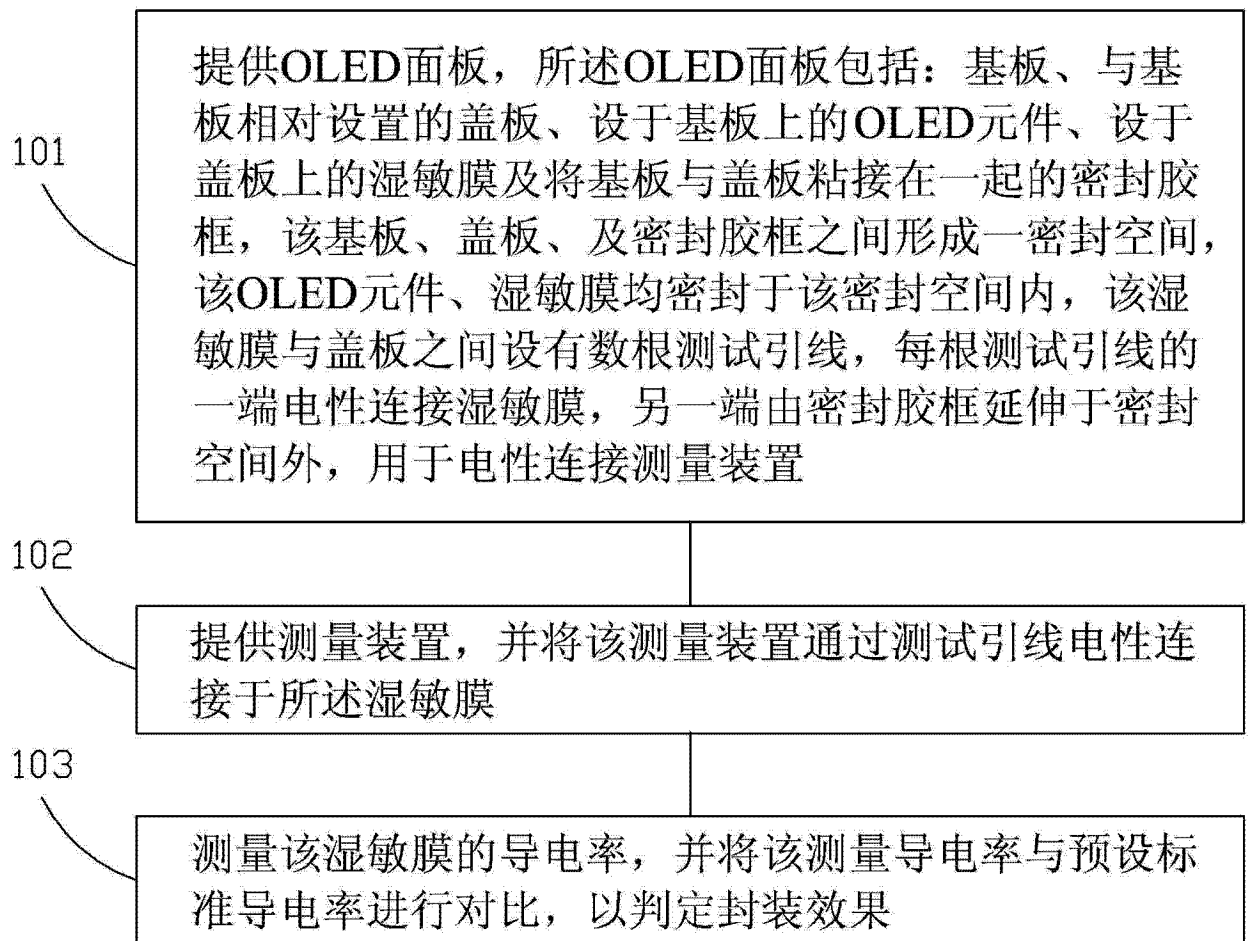 101
提供OLED面板，所述OLED面板包括：基板、与基
板相对设置的盖板、设于基板上的OLED元件、设于
盖板上的湿敏膜及将基板与盖板粘接在一起的密封胶
框，该基板、盖板、及密封胶框之间形成一密封空间，
该OLED元件、湿敏膜均密封于该密封空间内，该湿
敏膜与盖板之间设有数根测试引线，每根测试引线的
一端电性连接湿敏膜，另一端由密封胶框延伸于密封
空间外，用于电性连接测量装置
102
提供测量装置，并将该测量装置通过测试引线电性连
接于所述湿敏膜
103
测量该湿敏膜的导电率，并将该测量导电率与预设标
准导电率进行对比，以判定封装效果